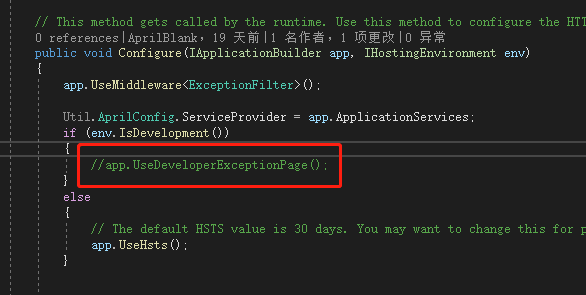 // This method gets called by the runtime. Use this method to configure the HTT
0 references|AprilBlank，19 天前|1 名作者，1 项更改|0 异常
public void Configure(IApplicationBuilder app, IHostingEnvironment env)
{
app.UseMiddleware<ExceptionFilter>();
Util.AprilConfig.ServiceProvider = app.ApplicationServices;
if (env.IsDevelopment())
{
//app.UseDeveloperExceptionPage();
}
else
{
// The default HSTS value is 30 days. You may want to change this for p
app.UseHsts();
}